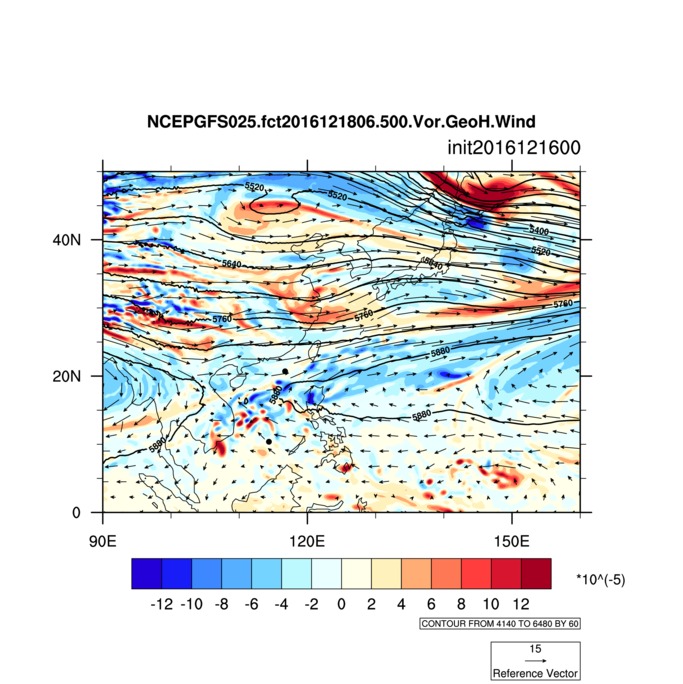 NCEPGFS025.fct2016121806.500.Vor.GeoH.Wind
init2016121600
5520
5520
5400
40N
5520
5640
5640
5760
5760
5760
5880
20N
5880
5880
5880
0
90E 120E 150E
-12 -10 -8 -6 -4 -2 0 2 4 6 8 10 12
*10^(-5)
CONTOUR FROM 4140 TO 6480 BY 60
15
Reference Vector